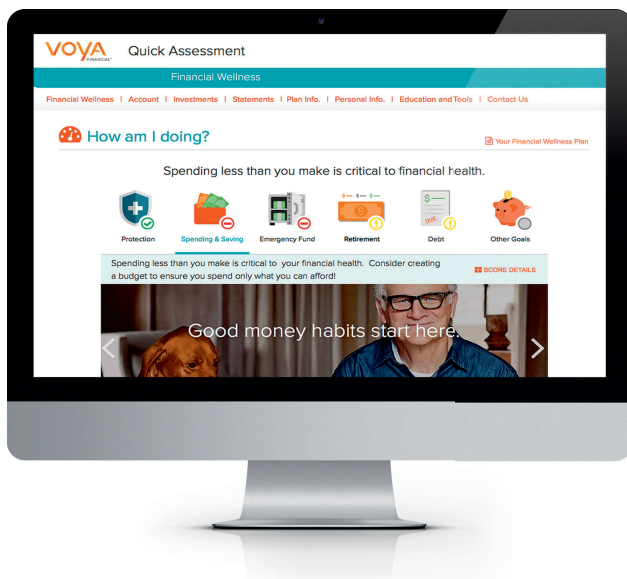 VOYA
FINANCIAL
Quick Assessment
Financial Wellness
Financial Wellness | Account | Investments | Statements | Plan Info. | Personal Info. | Education and Tools | Contact Us
How am I doing?
Your Financial Wellness Plan
Spending less than you make is critical to financial health.
$— $— $—
$—
DUE
Protection Spending & Saving Emergency Fund Retirement Debt Other Goals
Spending less than you make is critical to your financial health. Consider creating
a budget to ensure you spend only what you can afford!
SCORE DETAILS
Good money habits start here.